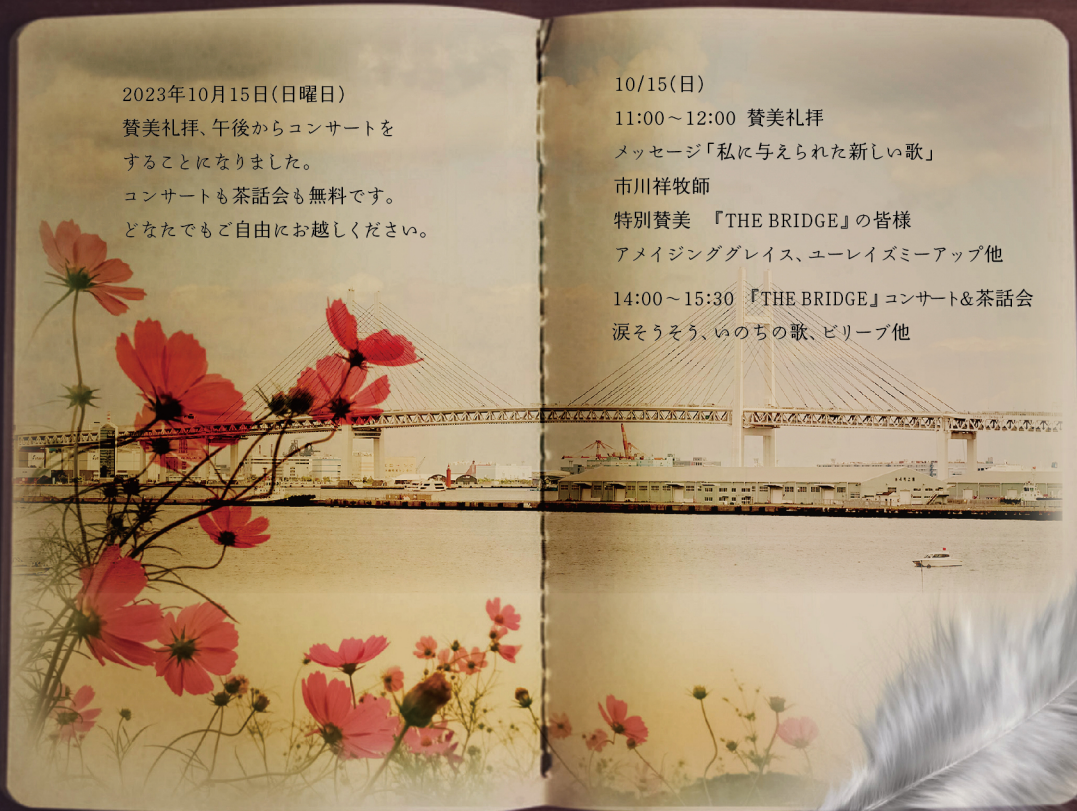 2023年10月15日(日曜日)
賛美礼拝、午後からコンサートを
することになりました。
コンサートも茶話会も無料です。
どなたでもご自由にお越しください。
10/15(日)
11:00～12:00 賛美礼拝
メッセージ「私に与えられた新しい歌」
市川祥牧師
特別賛美 『THE BRIDGE』の皆様
アメイジンググレイス、ユーレイズミーアップ他
14:00～15:30 『THE BRIDGE』コンサート&茶話会
涙そうそう、いのちの歌、ビリーブ他